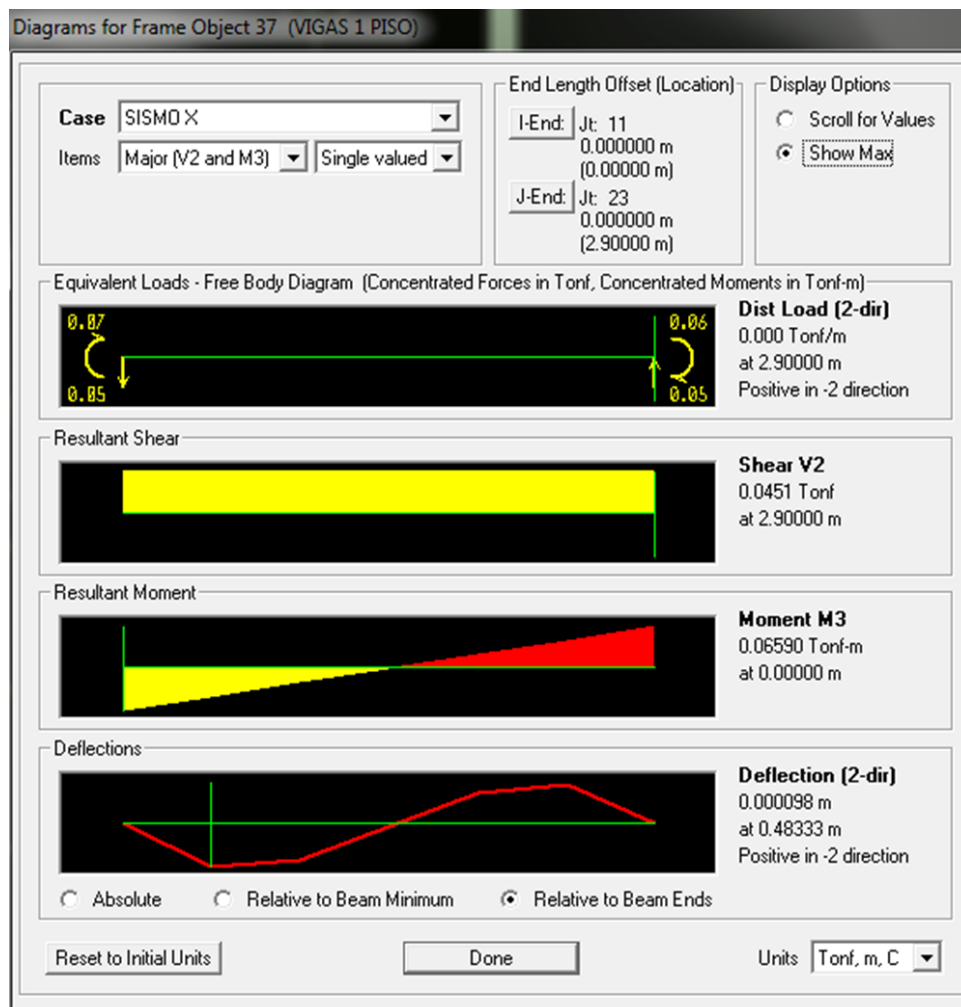 Diagrams for Frame Object 37 (VIGAS 1 PISO)
Case SISMO X
Items Major (V2 and M3) Single valued
End Length Offset (Location)
I-End: Jt: 11
0.000000 m
(0.00000 m)
J-End: Jt: 23
0.000000 m
(2.90000 m)
Display Options
Scroll for Values
Show Max
Equivalent Loads - Free Body Diagram (Concentrated Forces in Tonf, Concentrated Moments in Tonf-m)
0.07 0.06
0.05 0.05
Dist Load (2-dir)
0.000 Tonf/m
at 2.90000 m
Positive in -2 direction
Resultant Shear
Shear V2
0.0451 Tonf
at 2.90000 m
Resultant Moment
Moment M3
0.06590 Tonf-m
at 0.00000 m
Deflections
Deflection (2-dir)
0.000098 m
at 0.48333 m
Positive in -2 direction
Absolute Relative to Beam Minimum Relative to Beam Ends
Reset to Initial Units Done Units Tonf, m, C